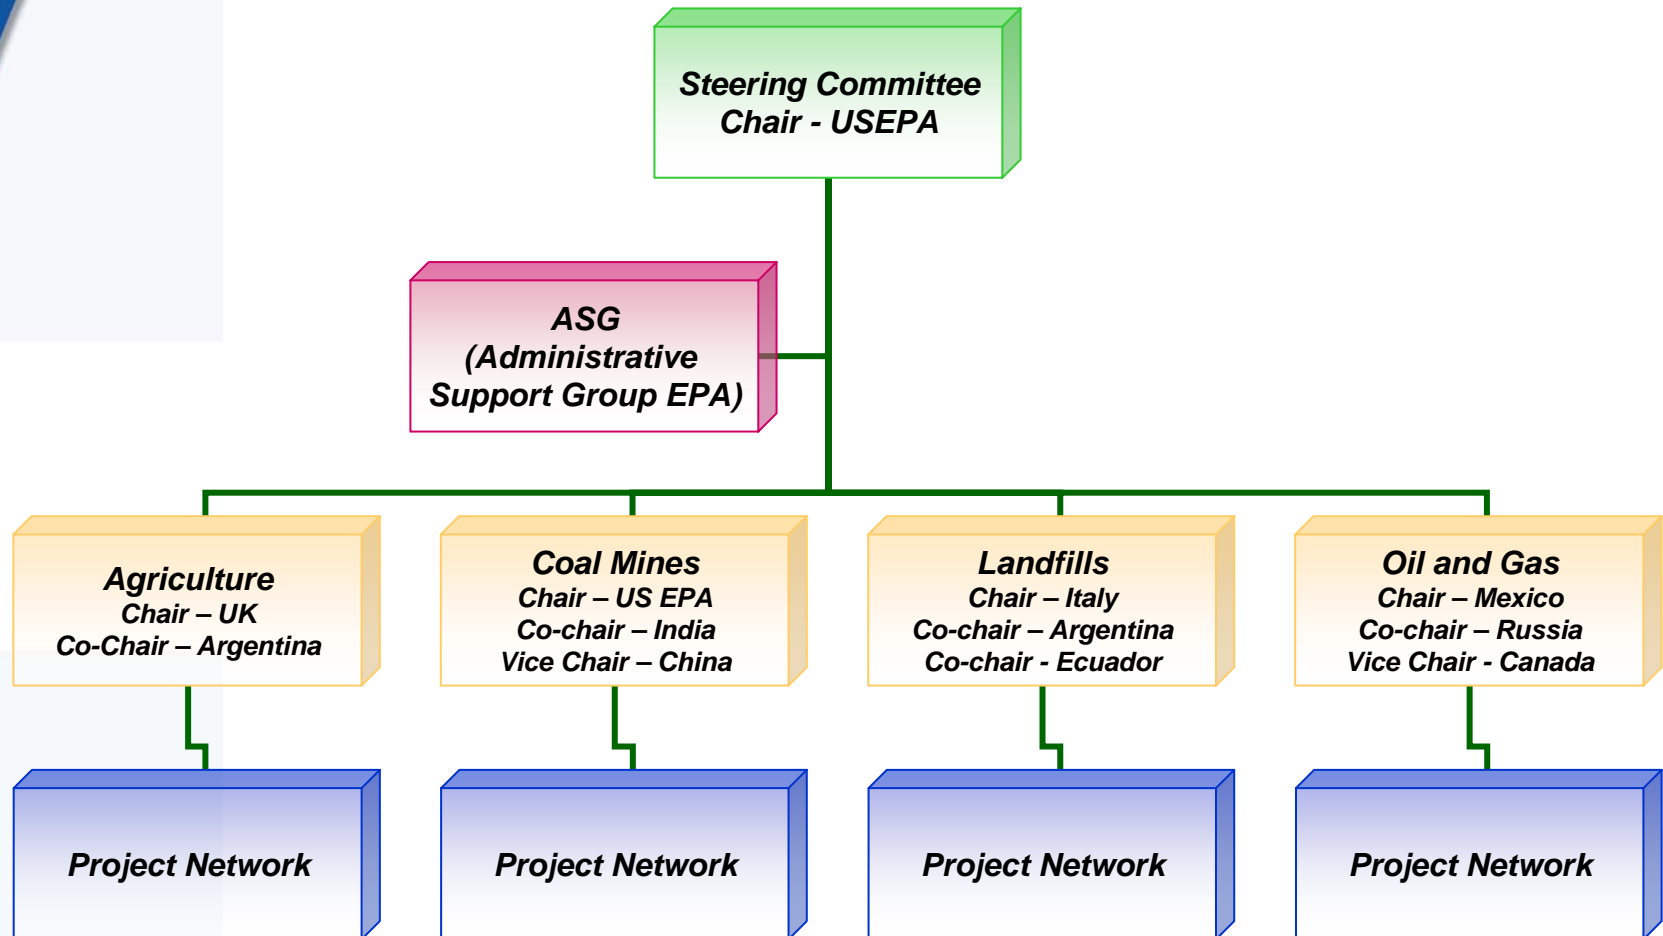 Steering Committee
Chair - USEPA
ASG
(Administrative
Support Group EPA)
Agriculture
Chair – UK
Co-Chair – Argentina
Coal Mines
Chair – US EPA
Co-chair – India
Vice Chair – China
Landfills
Chair – Italy
Co-chair – Argentina
Co-chair - Ecuador
Oil and Gas
Chair – Mexico
Co-chair – Russia
Vice Chair - Canada
Project Network
Project Network
Project Network
Project Network